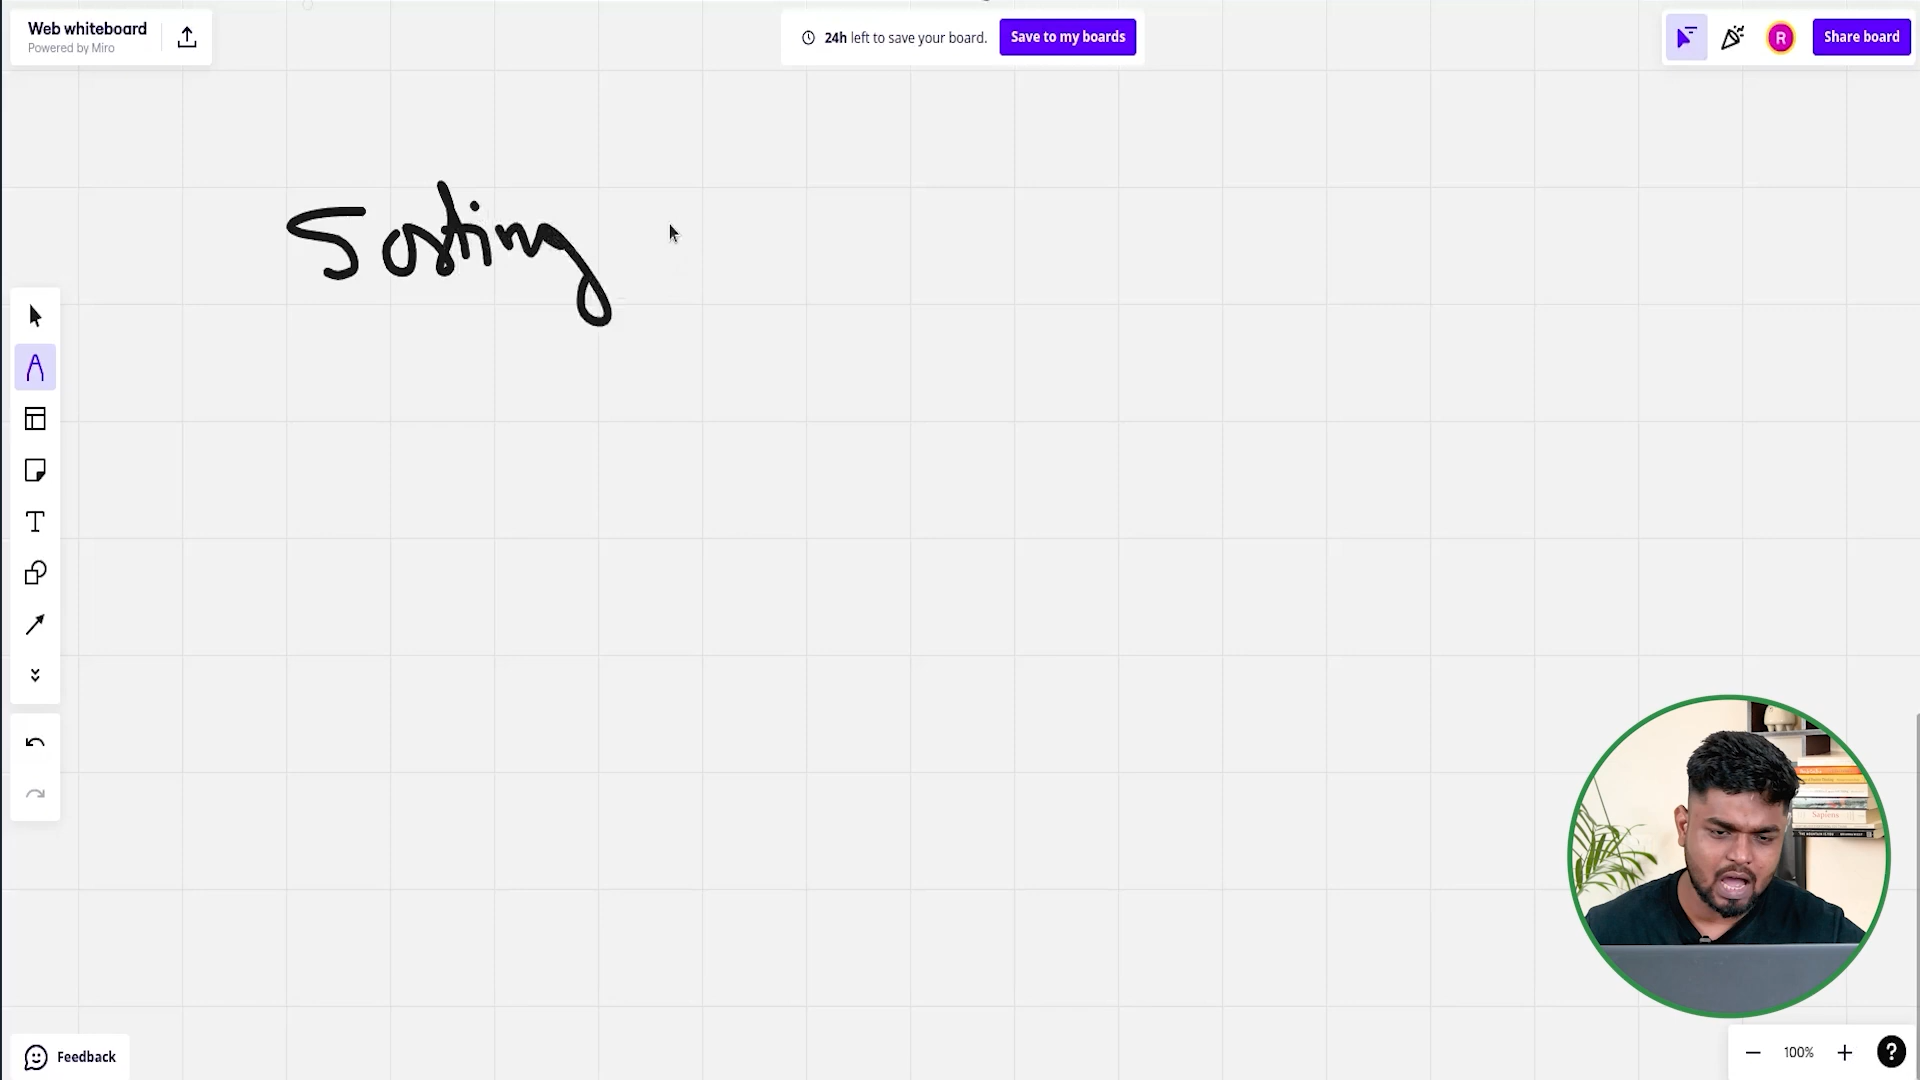 Web whiteboard
Powered by Miro
24h left to save your board.
Save to my boards
R
Share board
Sorting
Sapiens
Feedback
100%
?